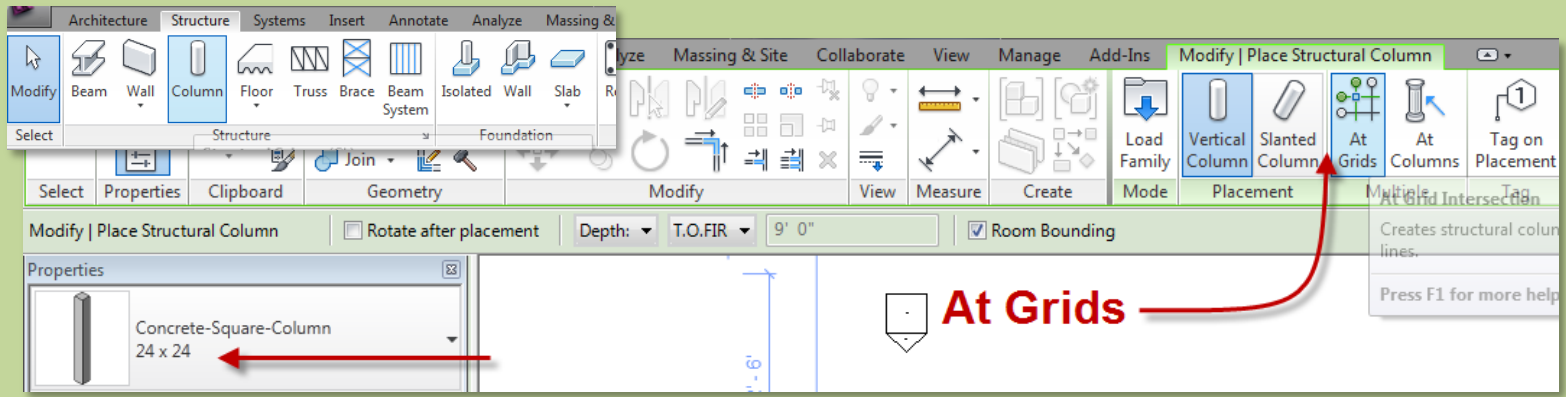 Architecture Structure Systems Insert Annotate Analyze Massing &
Modify Beam Wall Column Floor Truss Brace Beam System Isolated Wall Slab
Select Structure Foundation
Massing & Site Collaborate View Manage Add-Ins Modify | Place Structural Column
Join
Load Family Vertical Column Slanted Column At Grids At Columns Tag on Placement
Select Properties Clipboard Geometry Modify View Measure Create Mode Placement Multiple Tag
At Grid Intersection
Creates structural colum
lines.
Press F1 for more help
Modify | Place Structural Column Rotate after placement Depth: T.O.FIR 9' 0" Room Bounding
Properties
Concrete-Square-Column
24 x 24
At Grids